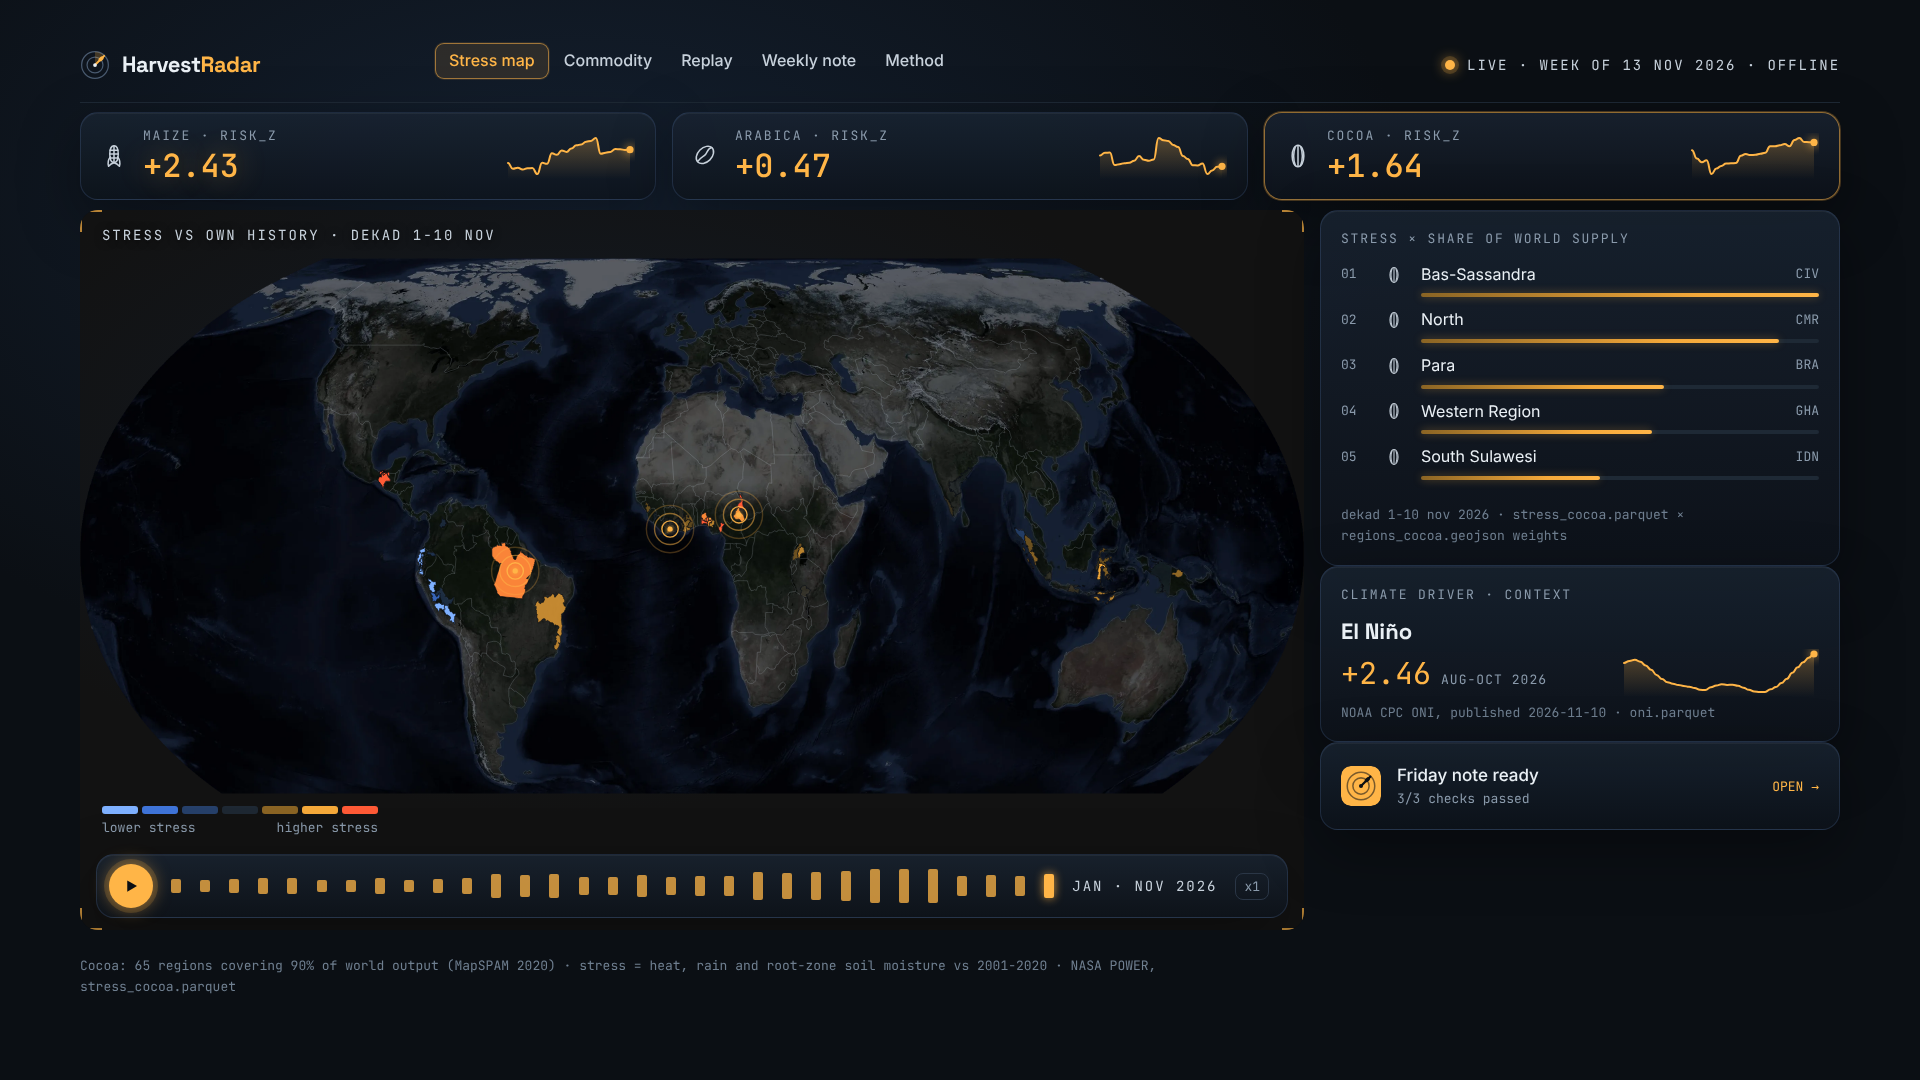 HarvestRadar
Stress map
Commodity
Replay
Weekly note
Method
LIVE · WEEK OF 13 NOV 2026 · OFFLINE
MAIZE · RISK_Z
+2.43
ARABICA · RISK_Z
+0.47
COCOA · RISK_Z
+1.64
STRESS VS OWN HISTORY · DEKAD 1-10 NOV
lower stress
higher stress
JAN · NOV 2026
x1
STRESS × SHARE OF WORLD SUPPLY
01 Bas-Sassandra CIV
02 North CMR
03 Para BRA
04 Western Region GHA
05 South Sulawesi IDN
dekad 1-10 nov 2026 · stress_cocoa.parquet ×
regions_cocoa.geojson weights
CLIMATE DRIVER · CONTEXT
El Niño
+2.46 AUG-OCT 2026
NOAA CPC ONI, published 2026-11-10 · oni.parquet
Friday note ready
3/3 checks passed
OPEN →
Cocoa: 65 regions covering 90% of world output (MapSPAM 2020) · stress = heat, rain and root-zone soil moisture vs 2001-2020 · NASA POWER,
stress_cocoa.parquet